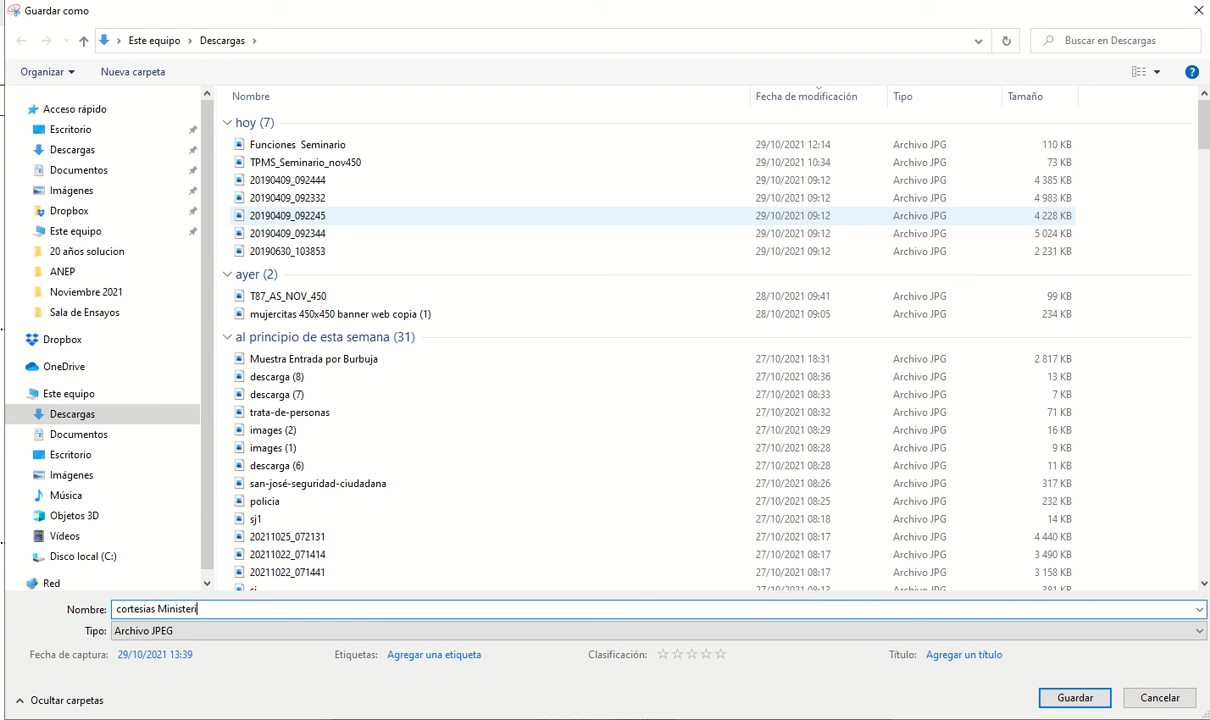 Guardar como
Este equipo > Descargas >
Buscar en Descargas
Organizar
Nueva carpeta
Acceso rápido
Escritorio
Descargas
Documentos
Imágenes
Dropbox
Este equipo
20 años solucion
ANEP
Noviembre 2021
Sala de Ensayos
Dropbox
OneDrive
Este equipo
Descargas
Documentos
Escritorio
Imágenes
Música
Objetos 3D
Vídeos
Disco local (C:)
Red
Nombre Fecha de modificación Tipo Tamaño
hoy (7)
Funciones Seminario 29/10/2021 12:14 Archivo JPG 110 KB
TPMS_Seminario_nov450 29/10/2021 10:34 Archivo JPG 73 KB
20190409_092444 29/10/2021 09:12 Archivo JPG 4 385 KB
20190409_092332 29/10/2021 09:12 Archivo JPG 4 983 KB
20190409_092245 29/10/2021 09:12 Archivo JPG 4 228 KB
20190409_092344 29/10/2021 09:12 Archivo JPG 5 024 KB
20190630_103853 29/10/2021 09:12 Archivo JPG 2 231 KB
ayer (2)
T87_AS_NOV_450 28/10/2021 09:41 Archivo JPG 99 KB
mujercitas 450x450 banner web copia (1) 28/10/2021 09:05 Archivo JPG 234 KB
al principio de esta semana (31)
Muestra Entrada por Burbuja 27/10/2021 18:31 Archivo JPG 2 817 KB
descarga (8) 27/10/2021 08:36 Archivo JPG 13 KB
descarga (7) 27/10/2021 08:33 Archivo JPG 7 KB
trata-de-personas 27/10/2021 08:32 Archivo JPG 71 KB
images (2) 27/10/2021 08:29 Archivo JPG 16 KB
images (1) 27/10/2021 08:28 Archivo JPG 9 KB
descarga (6) 27/10/2021 08:28 Archivo JPG 11 KB
san-josé-seguridad-ciudadana 27/10/2021 08:26 Archivo JPG 317 KB
policia 27/10/2021 08:25 Archivo JPG 232 KB
sj1 27/10/2021 08:18 Archivo JPG 14 KB
20211025_072131 27/10/2021 08:17 Archivo JPG 4 440 KB
20211022_071414 27/10/2021 08:17 Archivo JPG 3 490 KB
20211022_071441 27/10/2021 08:17 Archivo JPG 3 158 KB
Nombre: cortesias Ministeri
Tipo: Archivo JPEG
Fecha de captura: 29/10/2021 13:39 Etiquetas: Agregar una etiqueta Clasificación: ☆☆☆☆☆ Título: Agregar un título
Ocultar carpetas
Guardar
Cancelar